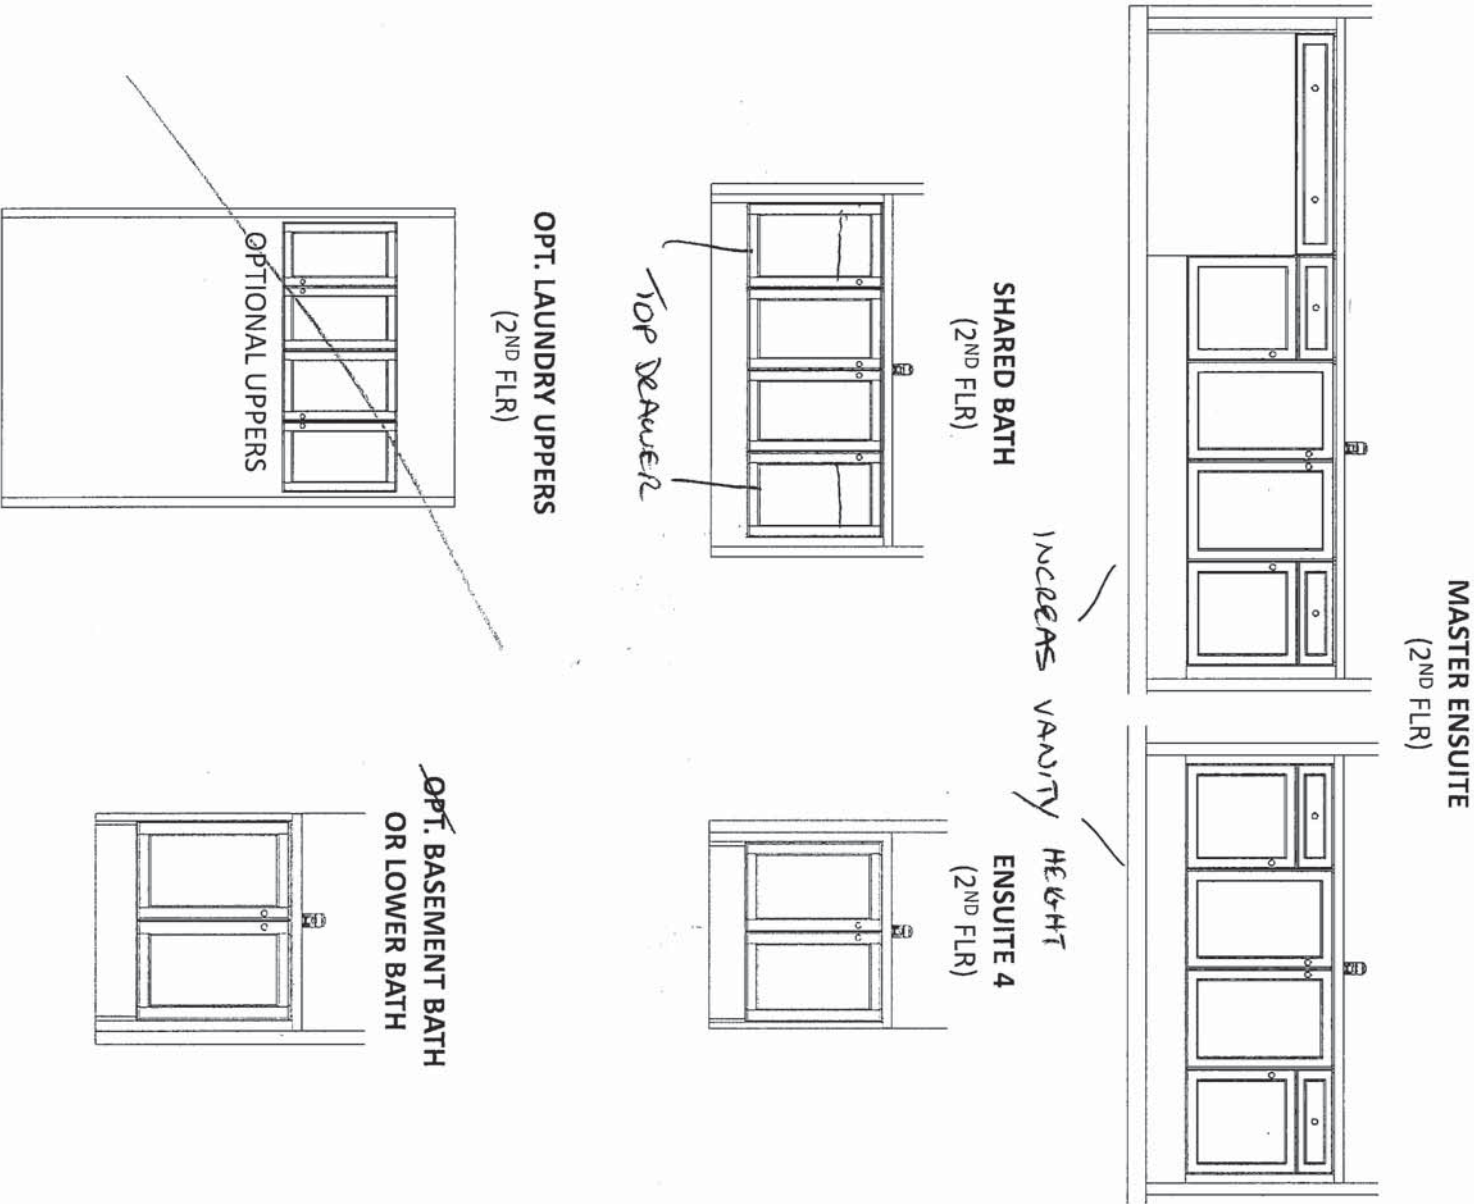 MASTER ENSUITE
(2ND FLR)
INCREAS VANITY HEIGHT
SHARED BATH
(2ND FLR)
TOP DRAWER
ENSUITE 4
(2ND FLR)
OPT. LAUNDRY UPPERS
(2ND FLR)
OPTIONAL UPPERS
OPT. BASEMENT BATH
OR LOWER BATH